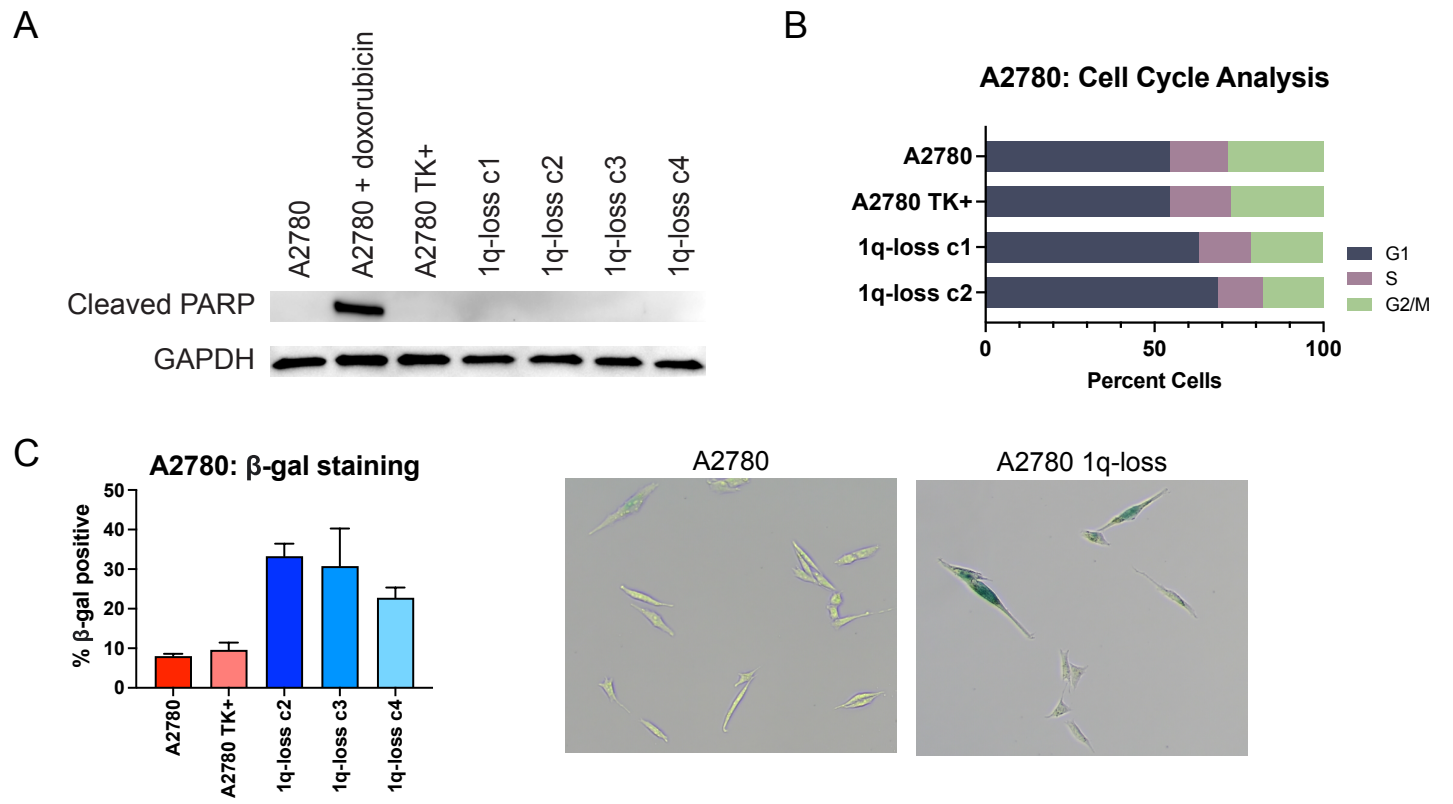 A
A2780
A2780 + doxorubicin
A2780 TK+
1q-loss c1
1q-loss c2
1q-loss c3
1q-loss c4
Cleaved PARP
GAPDH
B
A2780: Cell Cycle Analysis
A2780
A2780 TK+
1q-loss c1
1q-loss c2
0 50 100
Percent Cells
G1
S
G2/M
C
A2780: β-gal staining
% β-gal positive
50
40
30
20
10
0
A2780
A2780 TK+
1q-loss c2
1q-loss c3
1q-loss c4
A2780
A2780 1q-loss